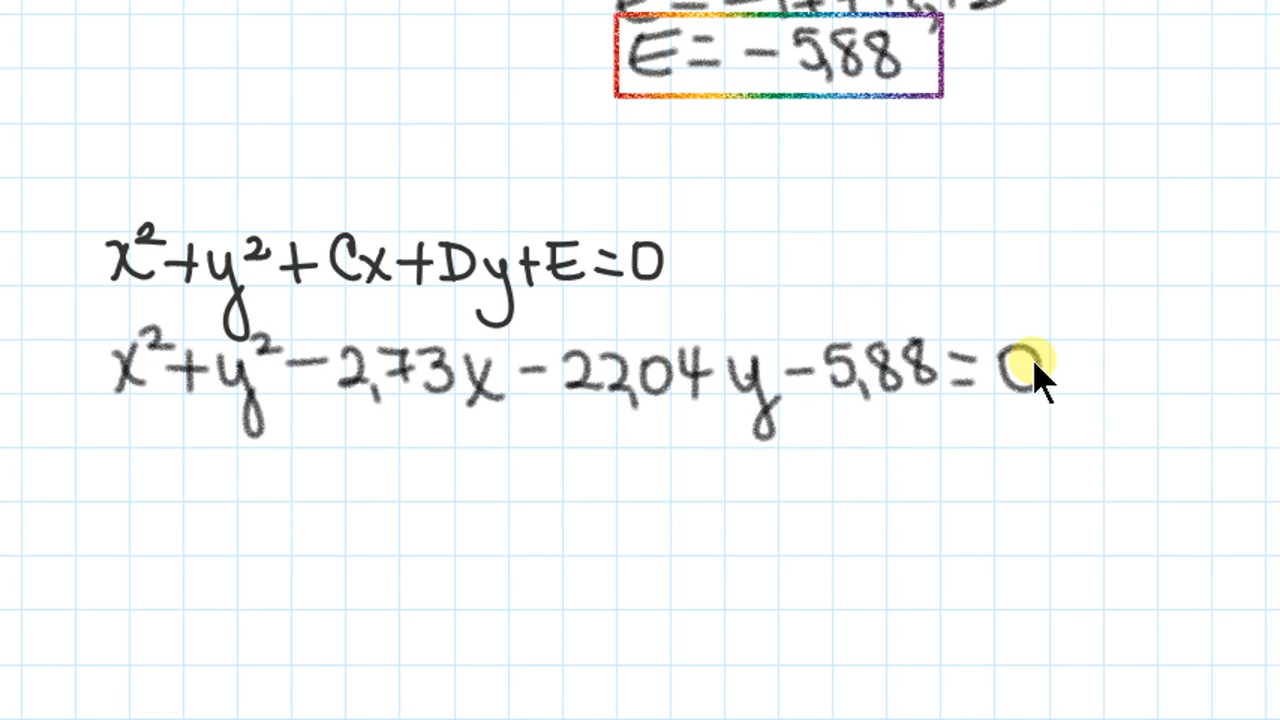 E = - 5,88
x² + y² + Cx + Dy + E = 0
x² + y² - 2,73x - 22,04y - 5,88 = 0